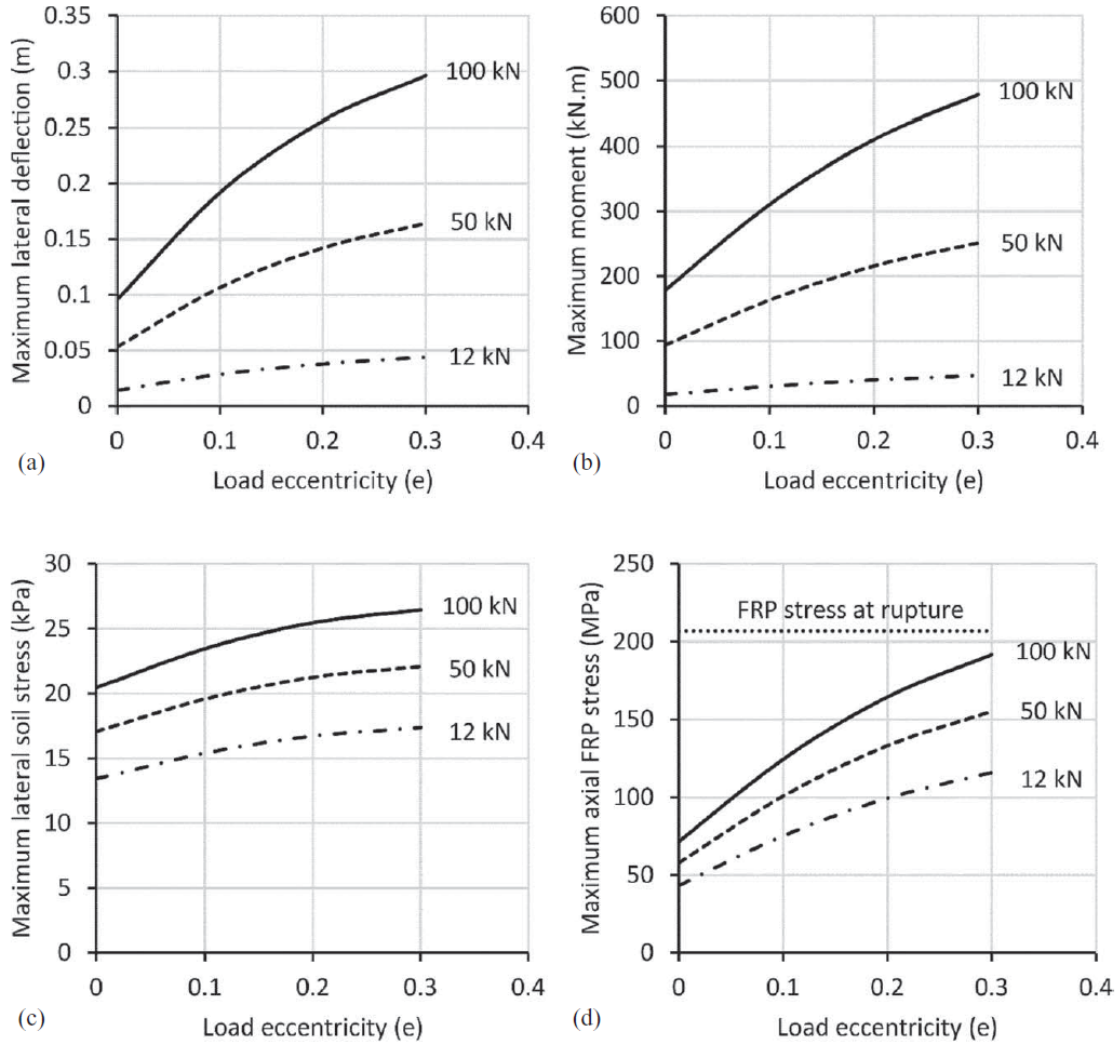 Maximum lateral deflection (m)
0.35
0.3
0.25
0.2
0.15
0.1
0.05
0
100 kN
50 kN
12 kN
0 0.1 0.2 0.3 0.4
(a)
Load eccentricity (e)
Maximum moment (kN.m)
600
500
400
300
200
100
0
100 kN
50 kN
12 kN
0 0.1 0.2 0.3 0.4
(b)
Load eccentricity (e)
Maximum lateral soil stress (kPa)
30
25
20
15
10
5
0
100 kN
50 kN
12 kN
0 0.1 0.2 0.3 0.4
(c)
Load eccentricity (e)
Maximum axial FRP stress (MPa)
250
200
150
100
50
0
FRP stress at rupture
100 kN
50 kN
12 kN
0 0.1 0.2 0.3 0.4
(d)
Load eccentricity (e)